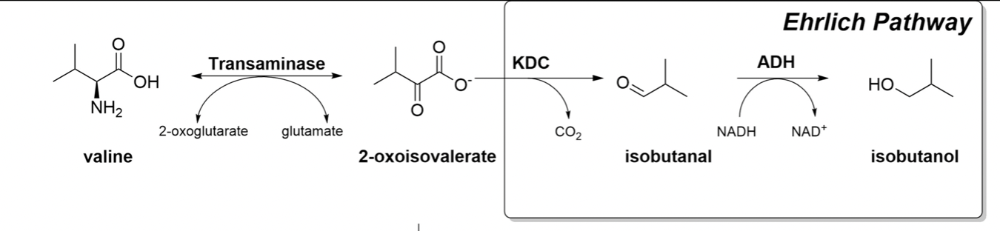 Ehrlich Pathway
Transaminase
KDC
ADH
O
OH
NH2
O
O-
O
O
HO
2-oxoglutarate
glutamate
CO2
NADH
NAD+
valine
2-oxoisovalerate
isobutanal
isobutanol